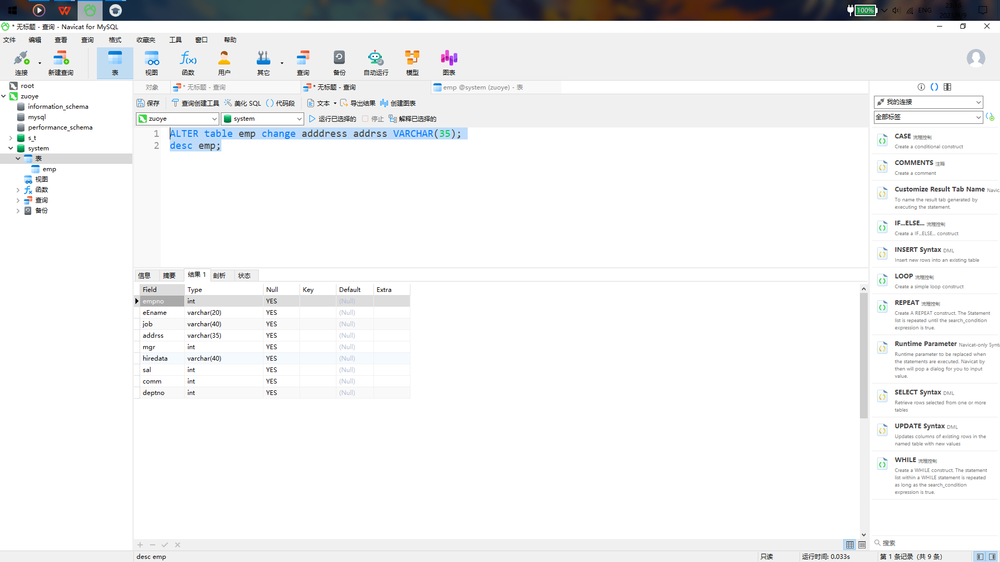 100%
ENG
23:16
2023/9/9
* 无标题 - 查询 - Navicat for MySQL
文件 编辑 查看 查询 格式 收藏夹 工具 窗口 帮助
连接 新建查询 表 视图 函数 用户 其它 查询 备份 自动运行 模型 图表
root
zuoye
information_schema
mysql
performance_schema
s_t
system
表
emp
视图
函数
查询
备份
对象 * 无标题 - 查询 * 无标题 - 查询 emp @system (zuoye) - 表
保存 查询创建工具 美化 SQL 代码段 文本 导出结果 创建图表
zuoye system 运行已选择的 停止 解释已选择的
1 ALTER table emp change adddress addrss VARCHAR(35);
2 desc emp;
信息 摘要 结果 1 剖析 状态
Field Type Null Key Default Extra
empno int YES (Null)
eEname varchar(20) YES (Null)
job varchar(40) YES (Null)
addrss varchar(35) YES (Null)
mgr int YES (Null)
hiredata varchar(40) YES (Null)
sal int YES (Null)
comm int YES (Null)
deptno int YES (Null)
我的连接
全部标签
CASE 流程控制
Create a conditional construct
COMMENTS 注释
Create a comment
Customize Result Tab Name Navic
To name the result tab generated by
executing the statement.
IF...ELSE... 流程控制
Create a IF...ELSE... construct
INSERT Syntax DML
Insert new rows into an existing table
LOOP 流程控制
Create a simple loop construct
REPEAT 流程控制
Create A REPEAT construct. The Statement
list is repeated until the search_condition
expression is true.
Runtime Parameter Navicat-only Synta
Runtime parameter to be replaced when
the statements are executed. Navicat by
then will pop a dialog for you to input
value.
SELECT Syntax DML
Retrieve rows selected from one or more
tables
UPDATE Syntax DML
Updates columns of existing rows in the
named table with new values
WHILE 流程控制
Create a WHILE construct. The statement
list within a WHILE statement is repeated
as long as the search_condition
expression is true.
搜索
desc emp 只读 运行时间: 0.033s 第 1 条记录 (共 9 条)